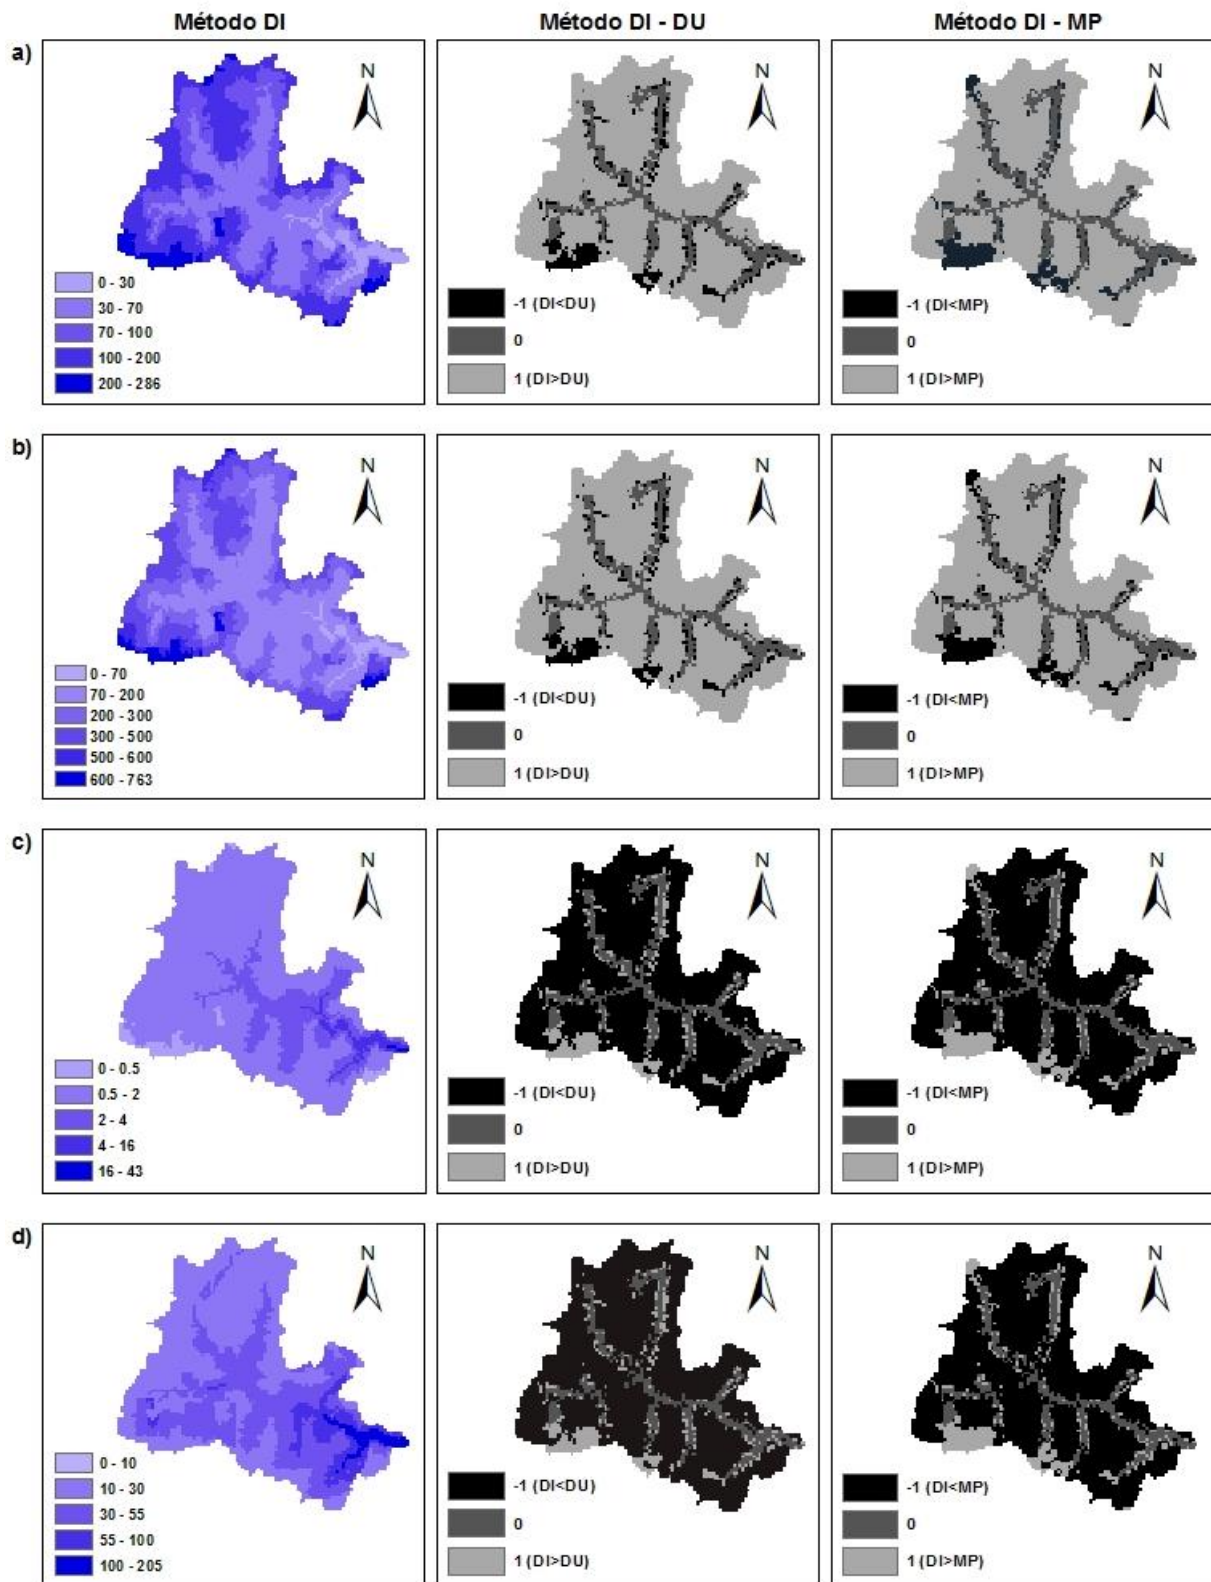 Método DI
Método DI - DU
Método DI - MP
a)
N
0 - 30
30 - 70
70 - 100
100 - 200
200 - 286
N
-1 (DI<DU)
0
1 (DI>DU)
N
-1 (DI<MP)
0
1 (DI>MP)
b)
N
0 - 70
70 - 200
200 - 300
300 - 500
500 - 600
600 - 763
N
-1 (DI<DU)
0
1 (DI>DU)
N
-1 (DI<MP)
0
1 (DI>MP)
c)
N
0 - 0.5
0.5 - 2
2 - 4
4 - 16
16 - 43
N
-1 (DI<DU)
0
1 (DI>DU)
N
-1 (DI<MP)
0
1 (DI>MP)
d)
N
0 - 10
10 - 30
30 - 55
55 - 100
100 - 205
N
-1 (DI<DU)
0
1 (DI>DU)
N
-1 (DI<MP)
0
1 (DI>MP)